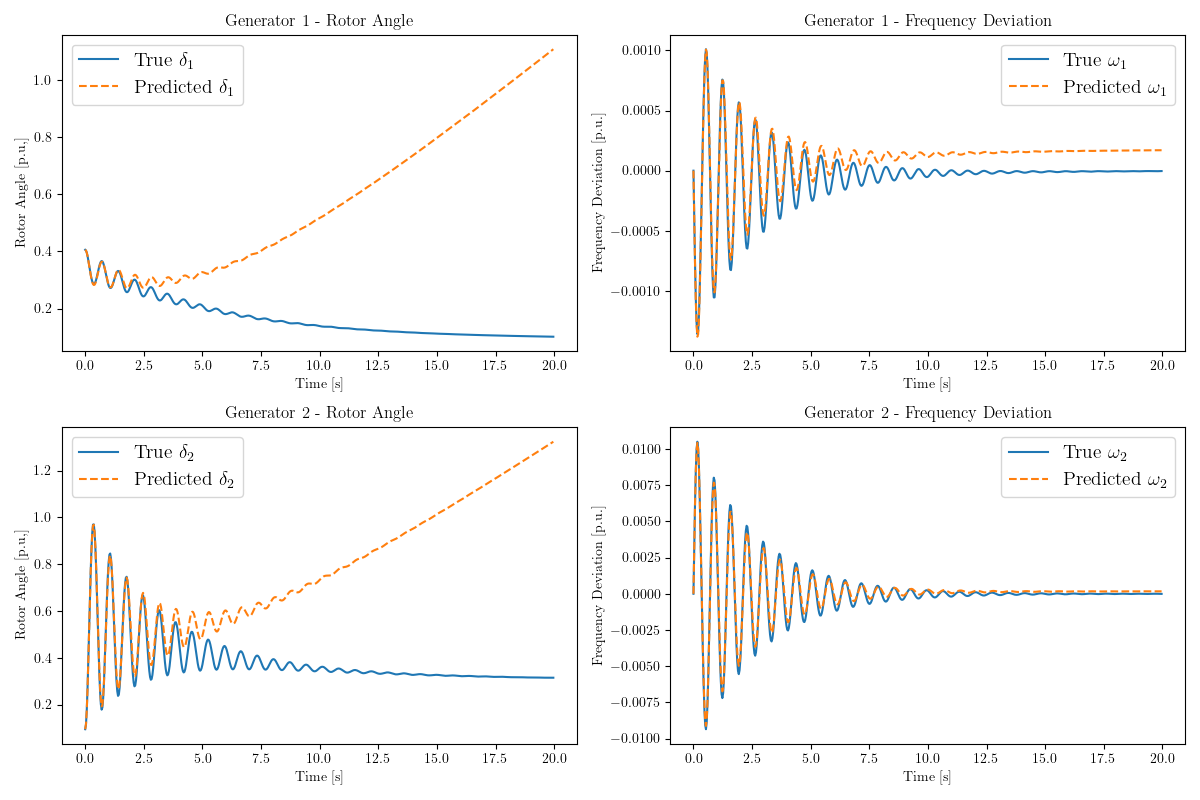 Generator 1 - Rotor Angle
True δ₁
Predicted δ₁
Rotor Angle [p.u.]
1.0
0.8
0.6
0.4
0.2
0.0 2.5 5.0 7.5 10.0 12.5 15.0 17.5 20.0
Time [s]
Generator 1 - Frequency Deviation
True ω₁
Predicted ω₁
Frequency Deviation [p.u.]
0.0010
0.0005
0.0000
−0.0005
−0.0010
0.0 2.5 5.0 7.5 10.0 12.5 15.0 17.5 20.0
Time [s]
Generator 2 - Rotor Angle
True δ₂
Predicted δ₂
Rotor Angle [p.u.]
1.2
1.0
0.8
0.6
0.4
0.2
0.0 2.5 5.0 7.5 10.0 12.5 15.0 17.5 20.0
Time [s]
Generator 2 - Frequency Deviation
True ω₂
Predicted ω₂
Frequency Deviation [p.u.]
0.0100
0.0075
0.0050
0.0025
0.0000
−0.0025
−0.0050
−0.0075
−0.0100
0.0 2.5 5.0 7.5 10.0 12.5 15.0 17.5 20.0
Time [s]